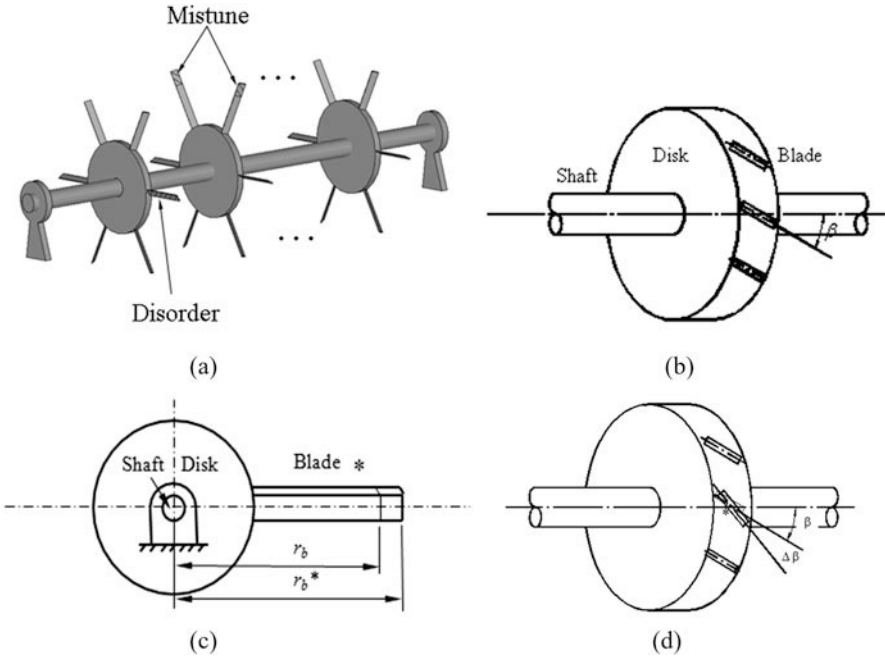 Mistune
. . .
. . .
Disorder
(a)
Shaft
Disk
Blade
β
(b)
Shaft Disk
Blade *
r_b
r_b*
(c)
*
β
Δβ
(d)